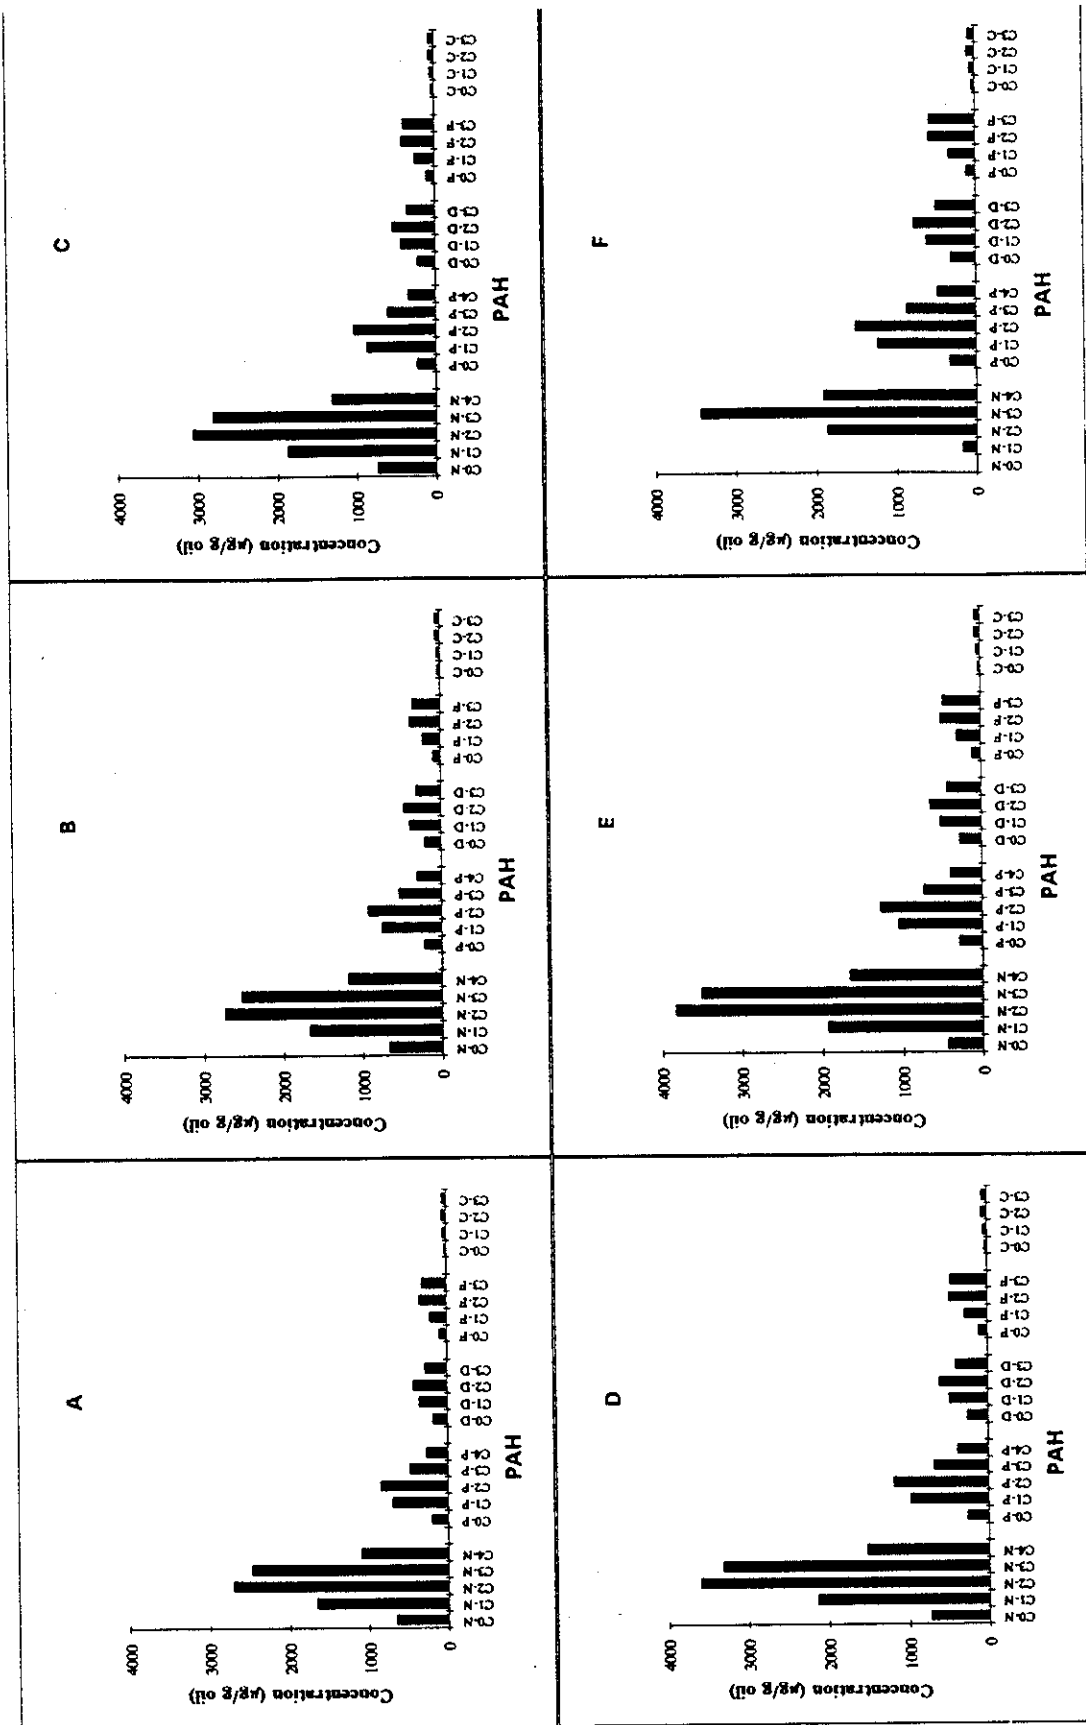 A
Concentration (µg/g oil)
4000
3000
2000
1000
0
C0-N C1-N C2-N C3-N C4-N C0-P C1-P C2-P C3-P C4-P C0-D C1-D C2-D C3-D C0-F C1-F C2-F C3-F C0-C C1-C C2-C C3-C
PAH
B
Concentration (µg/g oil)
4000
3000
2000
1000
0
C0-N C1-N C2-N C3-N C4-N C0-P C1-P C2-P C3-P C4-P C0-D C1-D C2-D C3-D C0-F C1-F C2-F C3-F C0-C C1-C C2-C C3-C
PAH
C
Concentration (µg/g oil)
4000
3000
2000
1000
0
C0-N C1-N C2-N C3-N C4-N C0-P C1-P C2-P C3-P C4-P C0-D C1-D C2-D C3-D C0-F C1-F C2-F C3-F C0-C C1-C C2-C C3-C
PAH
D
Concentration (µg/g oil)
4000
3000
2000
1000
0
C0-N C1-N C2-N C3-N C4-N C0-P C1-P C2-P C3-P C4-P C0-D C1-D C2-D C3-D C0-F C1-F C2-F C3-F C0-C C1-C C2-C C3-C
PAH
E
Concentration (µg/g oil)
4000
3000
2000
1000
0
C0-N C1-N C2-N C3-N C4-N C0-P C1-P C2-P C3-P C4-P C0-D C1-D C2-D C3-D C0-F C1-F C2-F C3-F C0-C C1-C C2-C C3-C
PAH
F
Concentration (µg/g oil)
4000
3000
2000
1000
0
C0-N C1-N C2-N C3-N C4-N C0-P C1-P C2-P C3-P C4-P C0-D C1-D C2-D C3-D C0-F C1-F C2-F C3-F C0-C C1-C C2-C C3-C
PAH